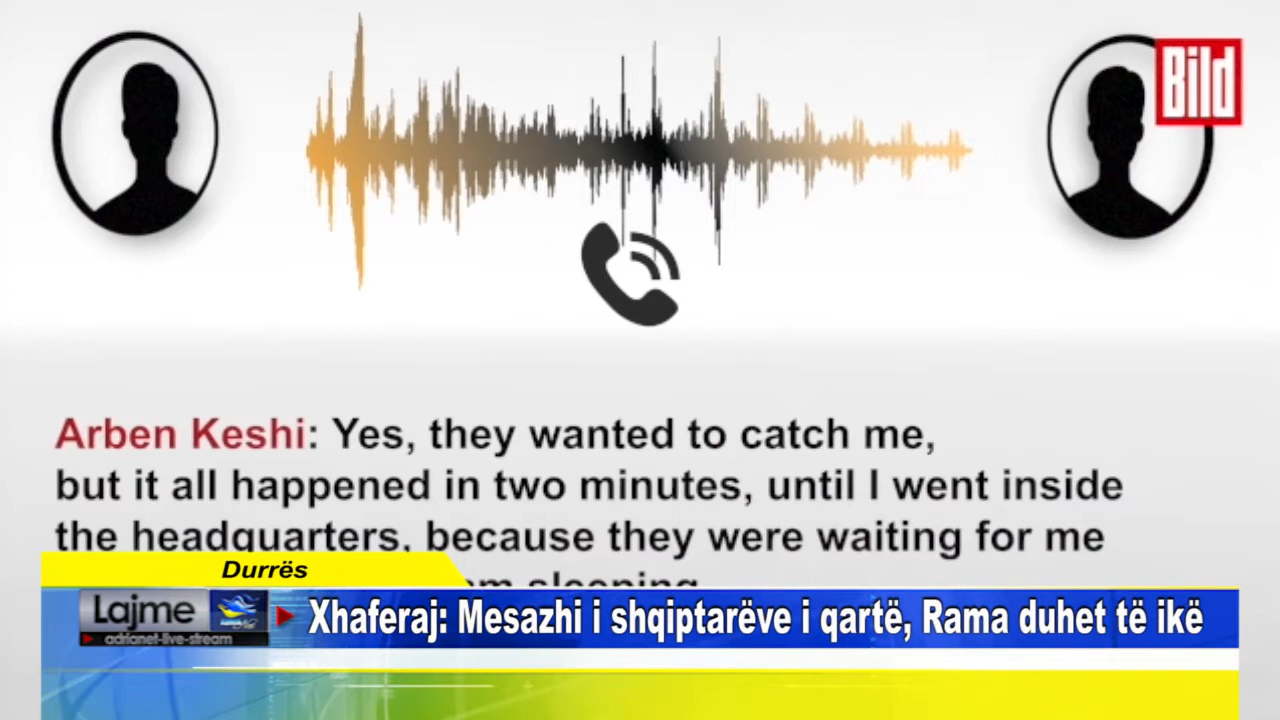 Bild
Arben Keshi: Yes, they wanted to catch me,
but it all happened in two minutes, until I went inside
the headquarters, because they were waiting for me
sleeping
Durrës
Lajme
adrianet-live-stream
Xhaferaj: Mesazhi i shqiptarëve i qartë, Rama duhet të ikë